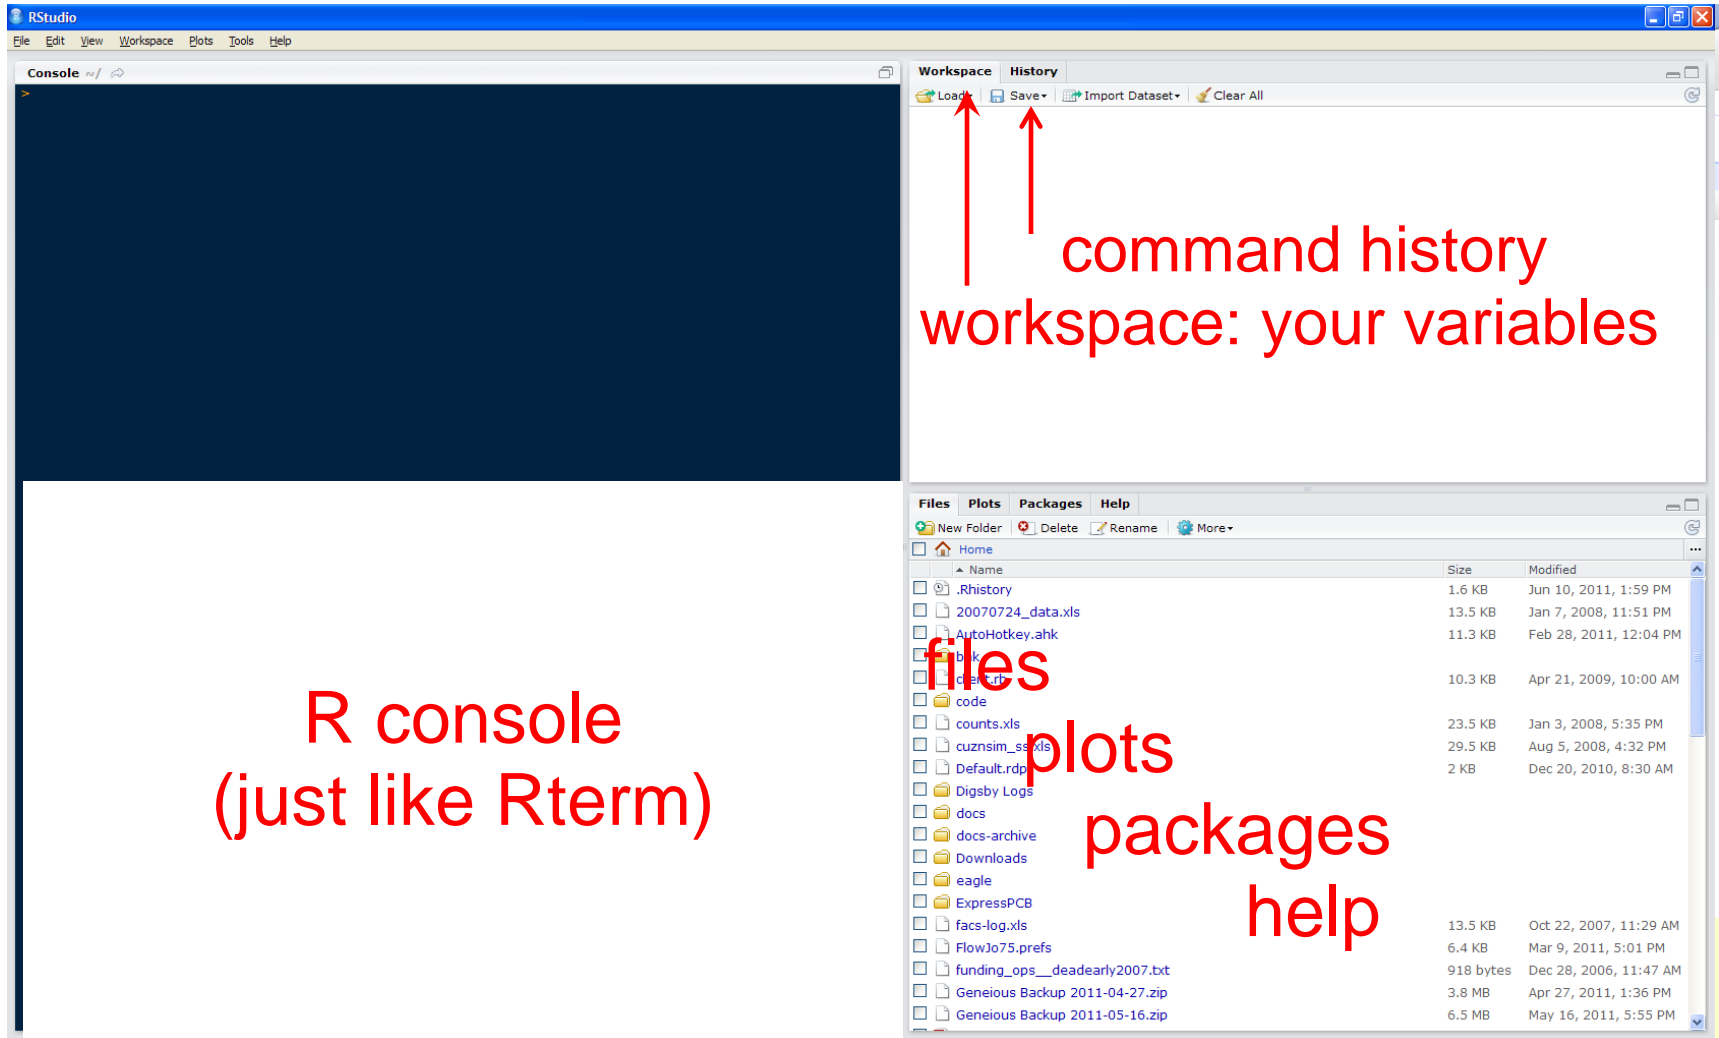 RStudio
File Edit View Workspace Plots Tools Help
Console ~/
>
R console
(just like Rterm)
Workspace History
Load Save Import Dataset Clear All
command history
workspace: your variables
Files Plots Packages Help
New Folder Delete Rename More
Home ...
Name Size Modified
.Rhistory 1.6 KB Jun 10, 2011, 1:59 PM
20070724_data.xls 13.5 KB Jan 7, 2008, 11:51 PM
AutoHotkey.ahk 11.3 KB Feb 28, 2011, 12:04 PM
files
client.rb 10.3 KB Apr 21, 2009, 10:00 AM
code
counts.xls 23.5 KB Jan 3, 2008, 5:35 PM
plots
cuznsim_ss.xls 29.5 KB Aug 5, 2008, 4:32 PM
Default.rdp 2 KB Dec 20, 2010, 8:30 AM
Digsby Logs
docs
packages
docs-archive
Downloads
eagle
ExpressPCB
help
facs-log.xls 13.5 KB Oct 22, 2007, 11:29 AM
FlowJo75.prefs 6.4 KB Mar 9, 2011, 5:01 PM
funding_ops__deadearly2007.txt 918 bytes Dec 28, 2006, 11:47 AM
Geneious Backup 2011-04-27.zip 3.8 MB Apr 27, 2011, 1:36 PM
Geneious Backup 2011-05-16.zip 6.5 MB May 16, 2011, 5:55 PM